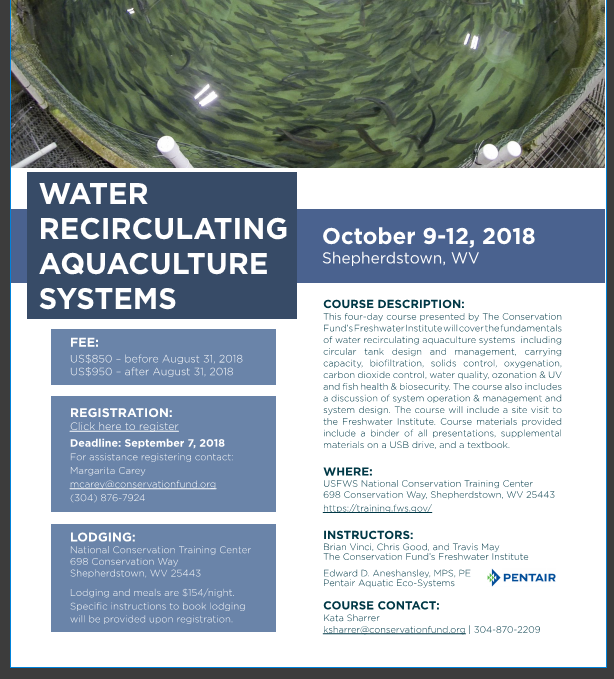 WATER
RECIRCULATING
AQUACULTURE
SYSTEMS
October 9-12, 2018
Shepherdstown, WV
FEE:
US$850 – before August 31, 2018
US$950 – after August 31, 2018
REGISTRATION:
Click here to register
Deadline: September 7, 2018
For assistance registering contact:
Margarita Carey
mcarey@conservationfund.org
(304) 876-7924
LODGING:
National Conservation Training Center
698 Conservation Way
Shepherdstown, WV 25443
Lodging and meals are $154/night.
Specific instructions to book lodging
will be provided upon registration.
COURSE DESCRIPTION:
This four-day course presented by The Conservation
Fund's Freshwater Institute will cover the fundamentals
of water recirculating aquaculture systems including
circular tank design and management, carrying
capacity, biofiltration, solids control, oxygenation,
carbon dioxide control, water quality, ozonation & UV
and fish health & biosecurity. The course also includes
a discussion of system operation & management and
system design. The course will include a site visit to
the Freshwater Institute. Course materials provided
include a binder of all presentations, supplemental
materials on a USB drive, and a textbook.
WHERE:
USFWS National Conservation Training Center
698 Conservation Way, Shepherdstown, WV 25443
https://training.fws.gov/
INSTRUCTORS:
Brian Vinci, Chris Good, and Travis May
The Conservation Fund's Freshwater Institute
Edward D. Aneshansley, MPS, PE
Pentair Aquatic Eco-Systems
PENTAIR
COURSE CONTACT:
Kata Sharrer
ksharrer@conservationfund.org | 304-870-2209